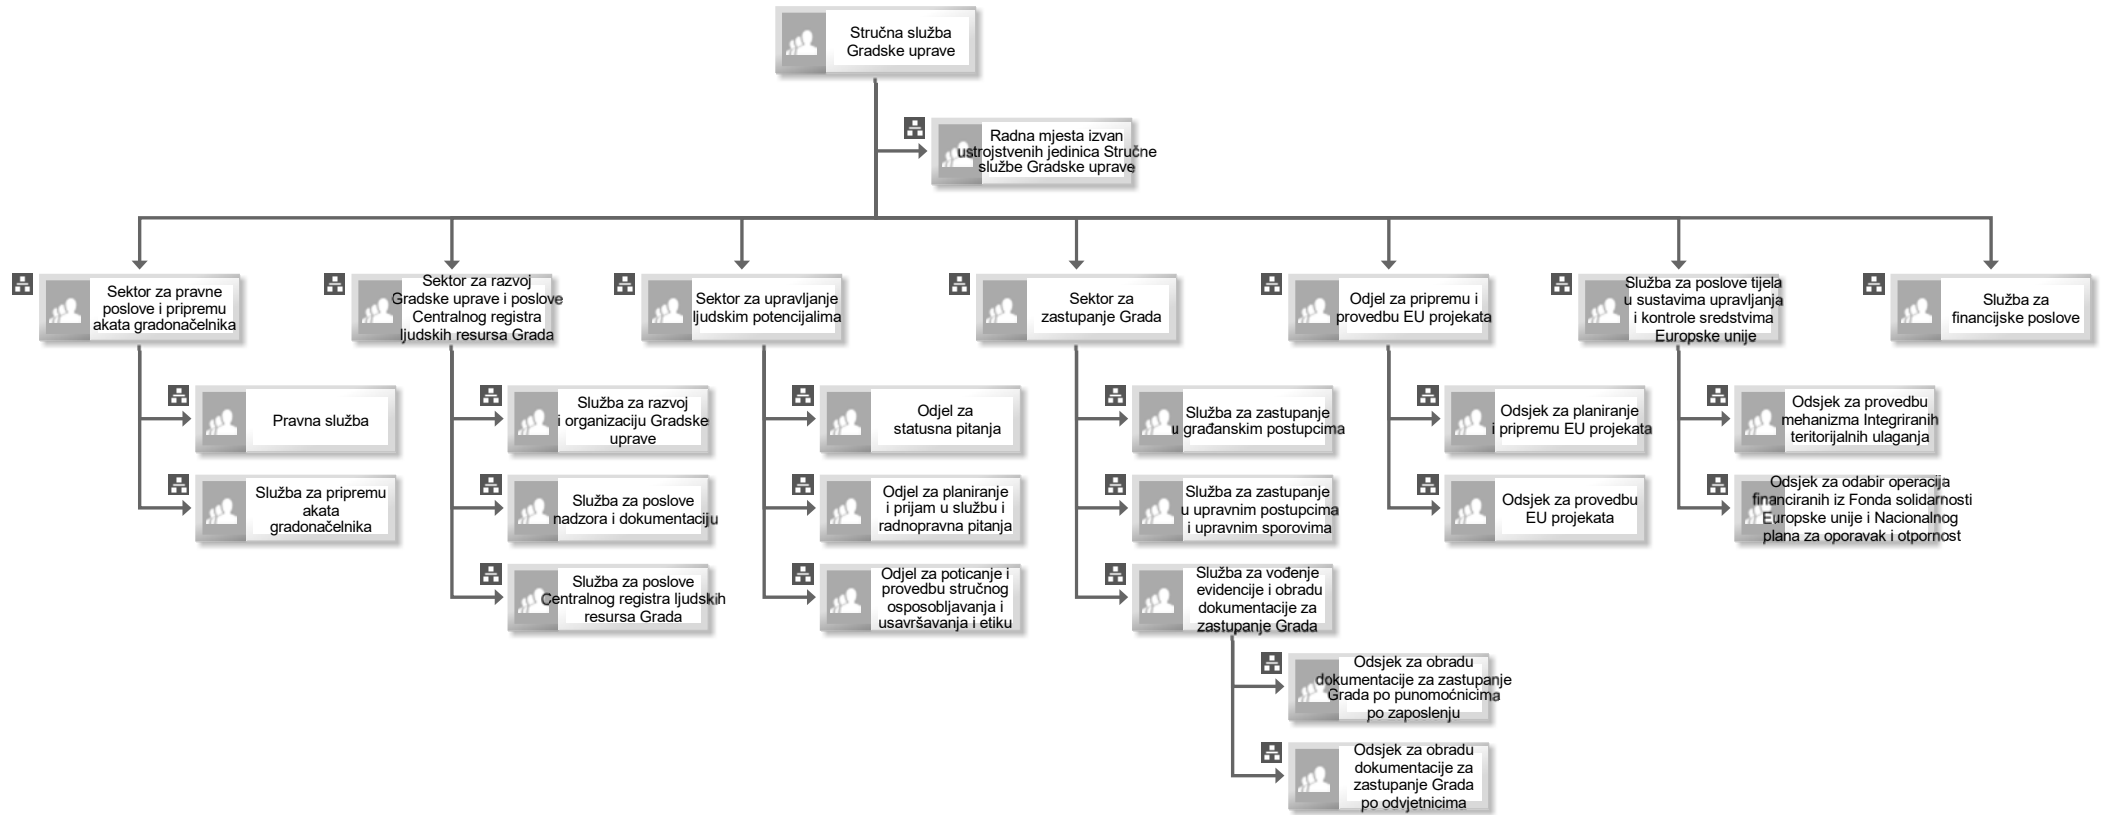 Stručna služba
Gradske uprave
Radna mjesta izvan
ustrojstvenih jedinica Stručne
službe Gradske uprave
Sektor za pravne
poslove i pripremu
akata gradonačelnika
Sektor za razvoj
Gradske uprave i poslove
Centralnog registra
ljudskih resursa Grada
Sektor za upravljanje
ljudskim potencijalima
Sektor za
zastupanje Grada
Odjel za pripremu i
provedbu EU projekata
Služba za poslove tijela
u sustavima upravljanja
i kontrole sredstvima
Europske unije
Služba za
financijske poslove
Pravna služba
Služba za pripremu
akata
gradonačelnika
Služba za razvoj
i organizaciju Gradske
uprave
Služba za poslove
nadzora i dokumentaciju
Služba za poslove
Centralnog registra ljudskih
resursa Grada
Odjel za
statusna pitanja
Odjel za planiranje
i prijam u službu i
radnopravna pitanja
Odjel za poticanje i
provedbu stručnog
osposobljavanja i
usavršavanja i etiku
Služba za zastupanje
u građanskim postupcima
Služba za zastupanje
u upravnim postupcima
i upravnim sporovima
Služba za vođenje
evidencije i obradu
dokumentacije za
zastupanje Grada
Odsjek za obradu
dokumentacije za zastupanje
Grada po punomoćnicima
po zaposlenju
Odsjek za obradu
dokumentacije za
zastupanje Grada
po odvjetnicima
Odsjek za planiranje
i pripremu EU projekata
Odsjek za provedbu
EU projekata
Odsjek za provedbu
mehanizma Integriranih
teritorijalnih ulaganja
Odsjek za odabir operacija
financiranih iz Fonda solidarnosti
Europske unije i Nacionalnog
plana za oporavak i otpornost